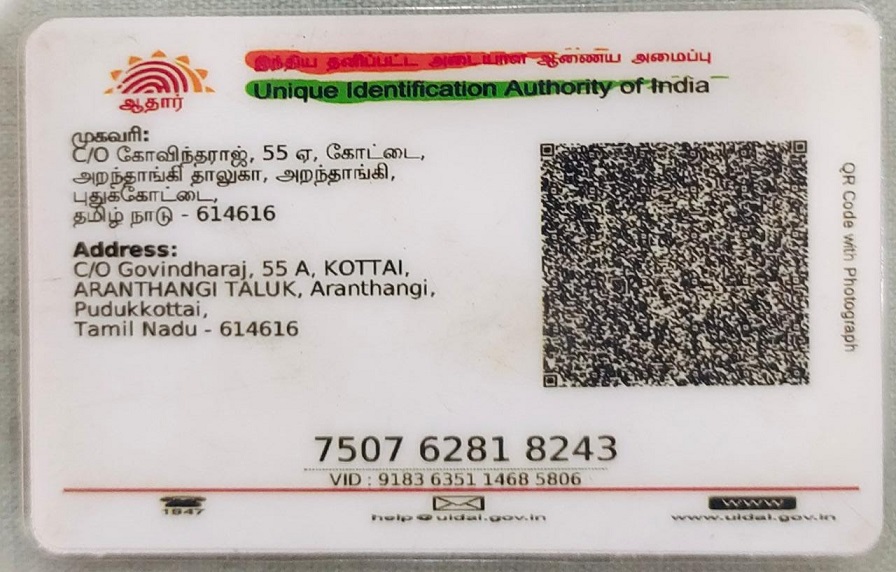 இந்திய தனிப்பட்ட அடையாள ஆணைய அமைப்பு
Unique Identification Authority of India
ஆதார்
முகவரி:
C/O கோவிந்தராஜ், 55 ஏ, கோட்டை,
அறந்தாங்கி தாலுகா, அறந்தாங்கி,
புதுக்கோட்டை,
தமிழ் நாடு - 614616
Address:
C/O Govindharaj, 55 A, KOTTAI,
ARANTHANGI TALUK, Aranthangi,
Pudukkottai,
Tamil Nadu - 614616
QR Code with Photograph
7507 6281 8243
VID : 9183 6351 1468 5806
1947
help@uidai.gov.in
WWW
www.uidai.gov.in